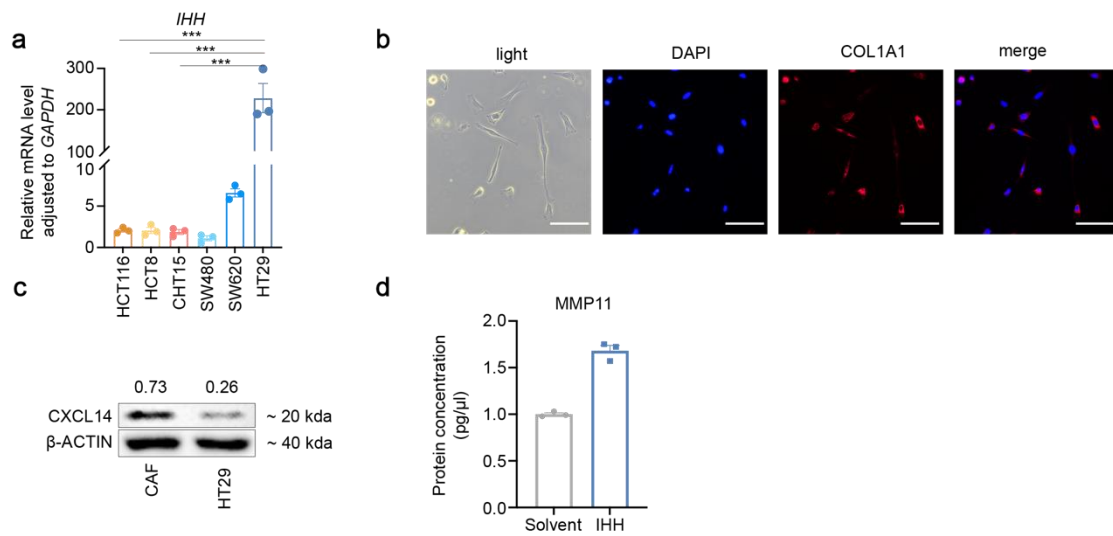 a
IHH
***
***
***
Relative mRNA level
adjusted to GAPDH
300
200
100
10
5
0
HCT116
HCT8
CHT15
SW480
SW620
HT29
b
light
DAPI
COL1A1
merge
c
0.73
0.26
CXCL14
~ 20 kda
β-ACTIN
~ 40 kda
CAF
HT29
d
MMP11
Protein concentration
(pg/μl)
2.0
1.5
1.0
0.5
0.0
Solvent
IHH